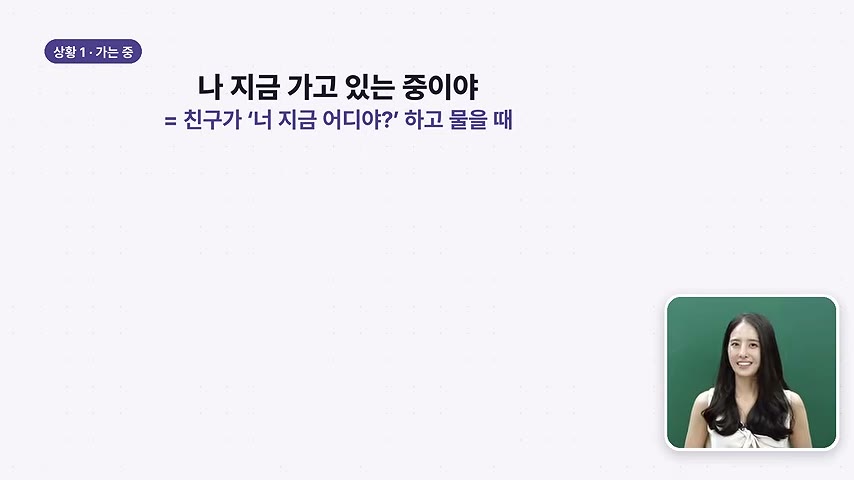 상황 1 · 가는 중
나 지금 가고 있는 중이야
= 친구가 ‘너 지금 어디야?’ 하고 물을 때